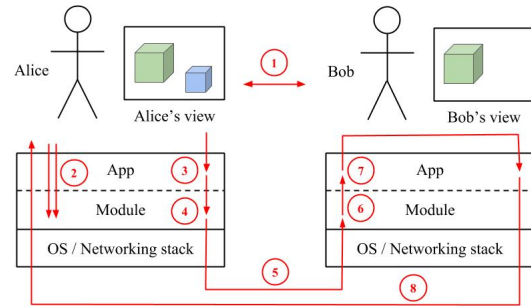 Alice
Alice's view
1
Bob
Bob's view
2
App
3
Module
4
OS / Networking stack
5
7
App
6
Module
OS / Networking stack
8